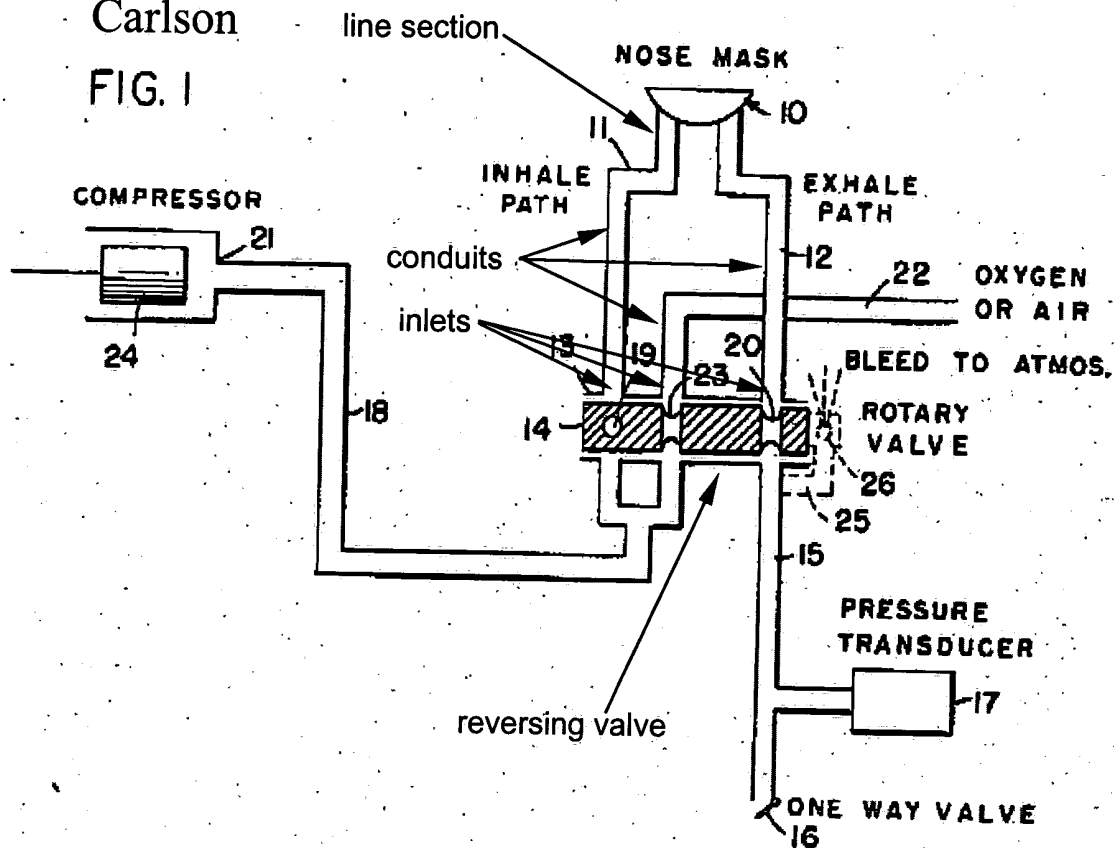 Carlson
line section
FIG. 1
NOSE MASK
10
11
INHALE
PATH
EXHALE
PATH
COMPRESSOR
21
conduits
12
22
OXYGEN
OR AIR
inlets
24
13
19
20
23
BLEED TO ATMOS.
18
14
ROTARY
VALVE
26
25
15
PRESSURE
TRANSDUCER
17
reversing valve
ONE WAY VALVE
16